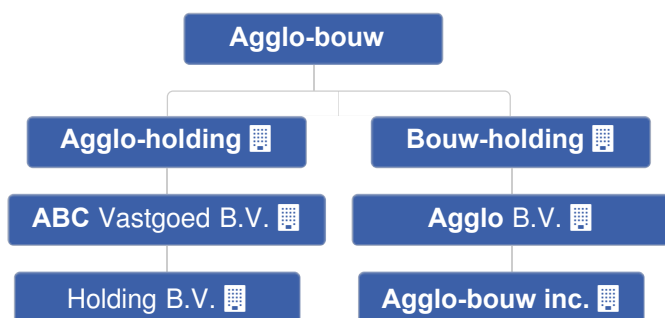 Agglo-bouw
Agglo-holding
Bouw-holding
ABC Vastgoed B.V.
Agglo B.V.
Holding B.V.
Agglo-bouw inc.